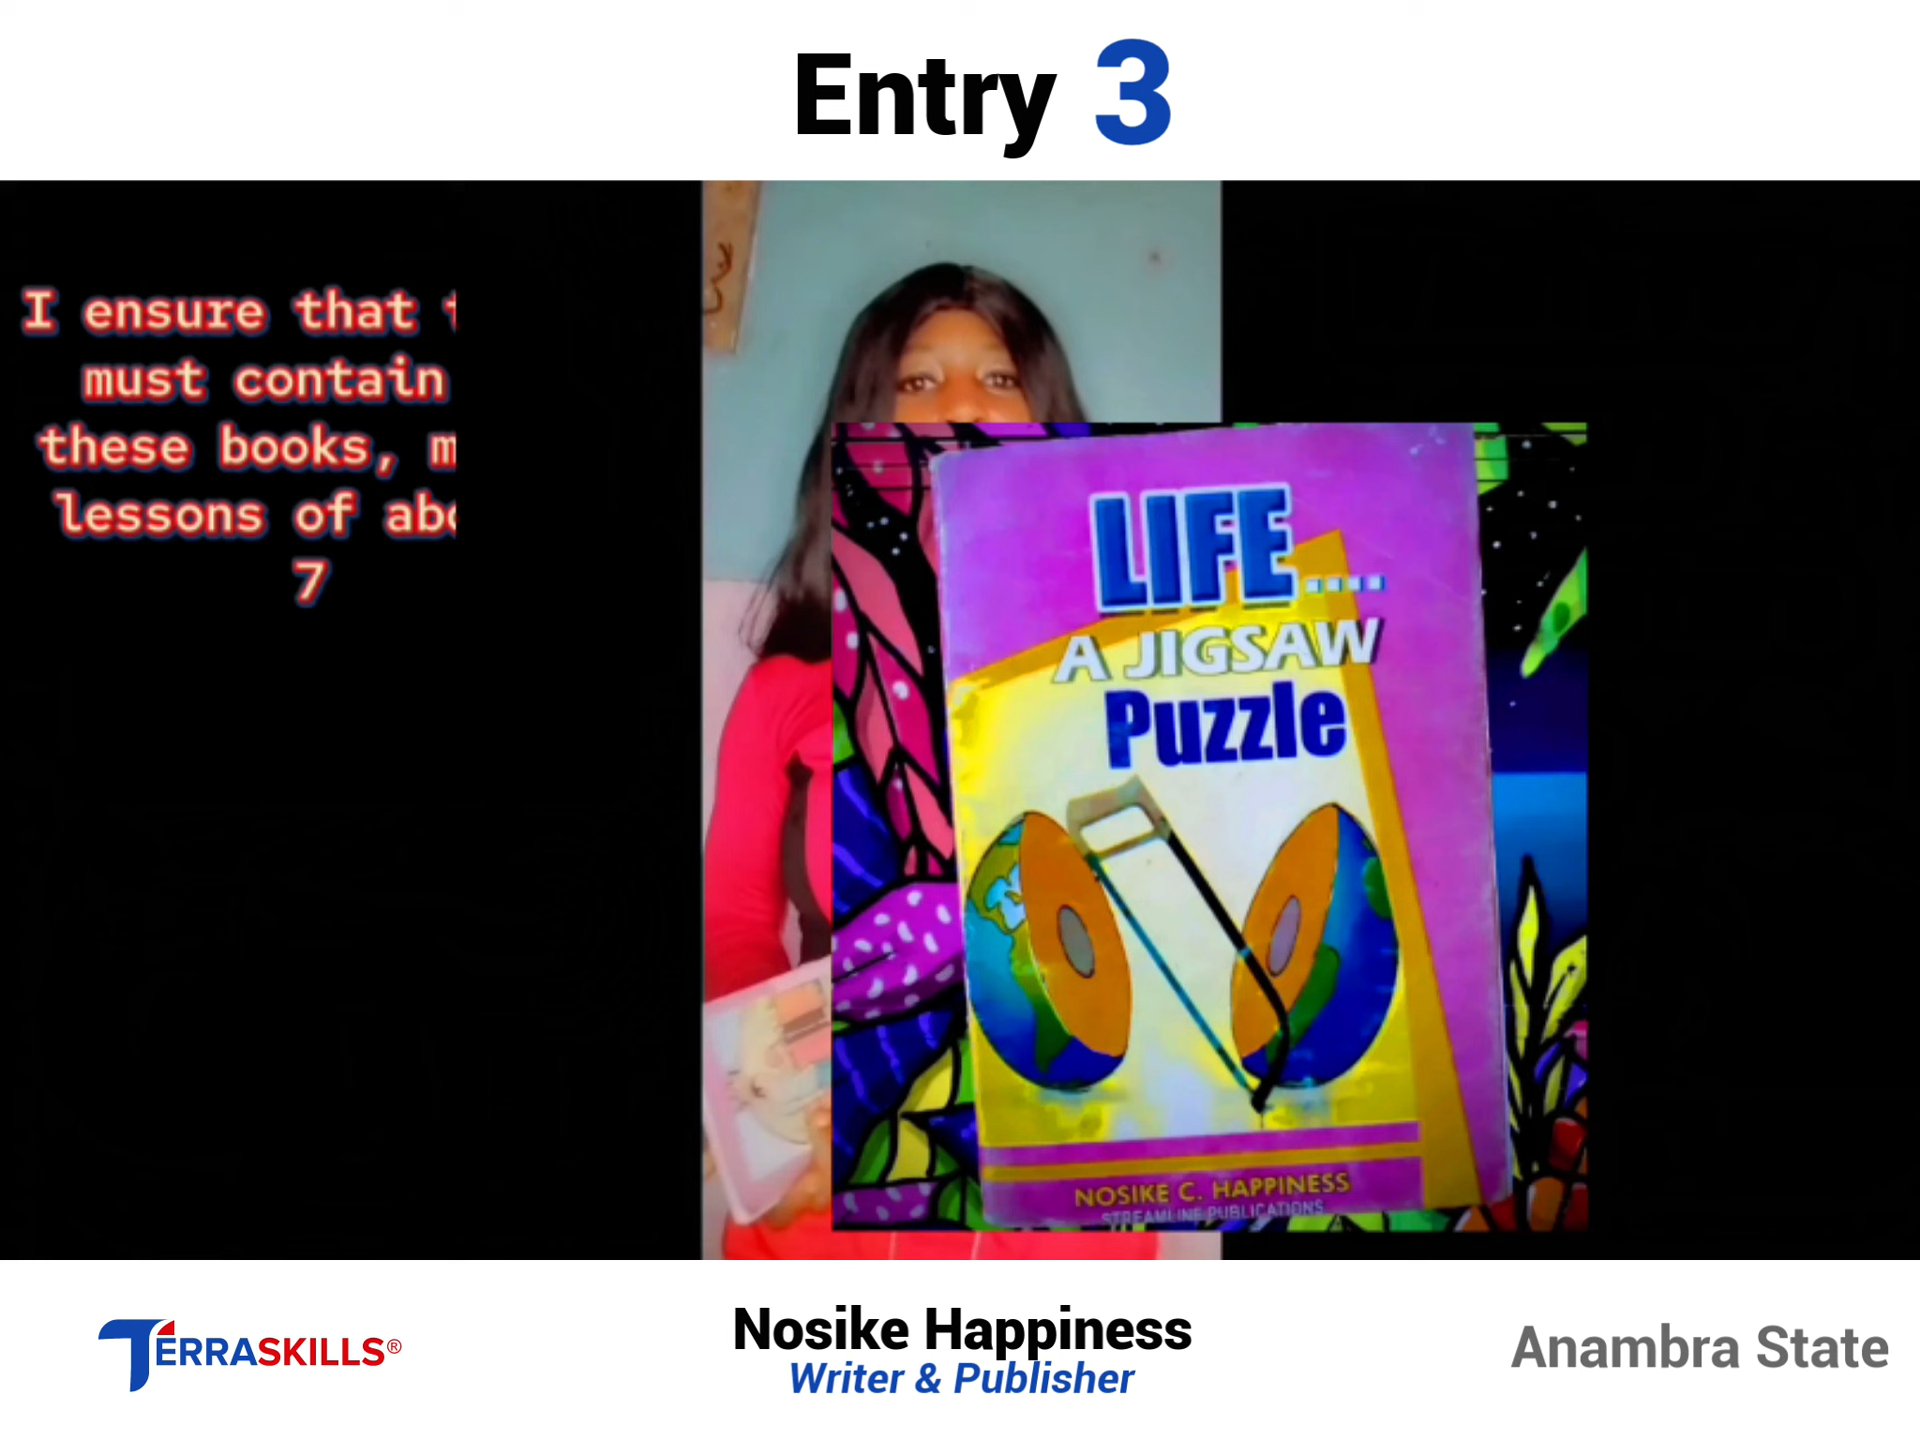 Entry 3
I ensure that
must contain
these books,
lessons of
7
LIFE....
A JIGSAW
Puzzle
NOSIKE C. HAPPINESS
STREAMLINE PUBLICATIONS
TERRASKILLS®
Nosike Happiness
Writer & Publisher
Anambra State